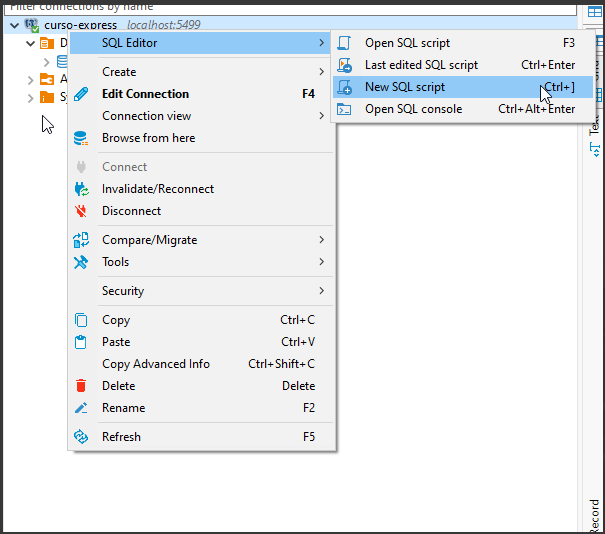 Filter connections by name
curso-express localhost:5499
D
A
Sy
SQL Editor
Create
Edit Connection F4
Connection view
Browse from here
Connect
Invalidate/Reconnect
Disconnect
Compare/Migrate
Tools
Security
Copy Ctrl+C
Paste Ctrl+V
Copy Advanced Info Ctrl+Shift+C
Delete Delete
Rename F2
Refresh F5
Open SQL script F3
Last edited SQL script Ctrl+Enter
New SQL script Ctrl+]
Open SQL console Ctrl+Alt+Enter
Text
Record